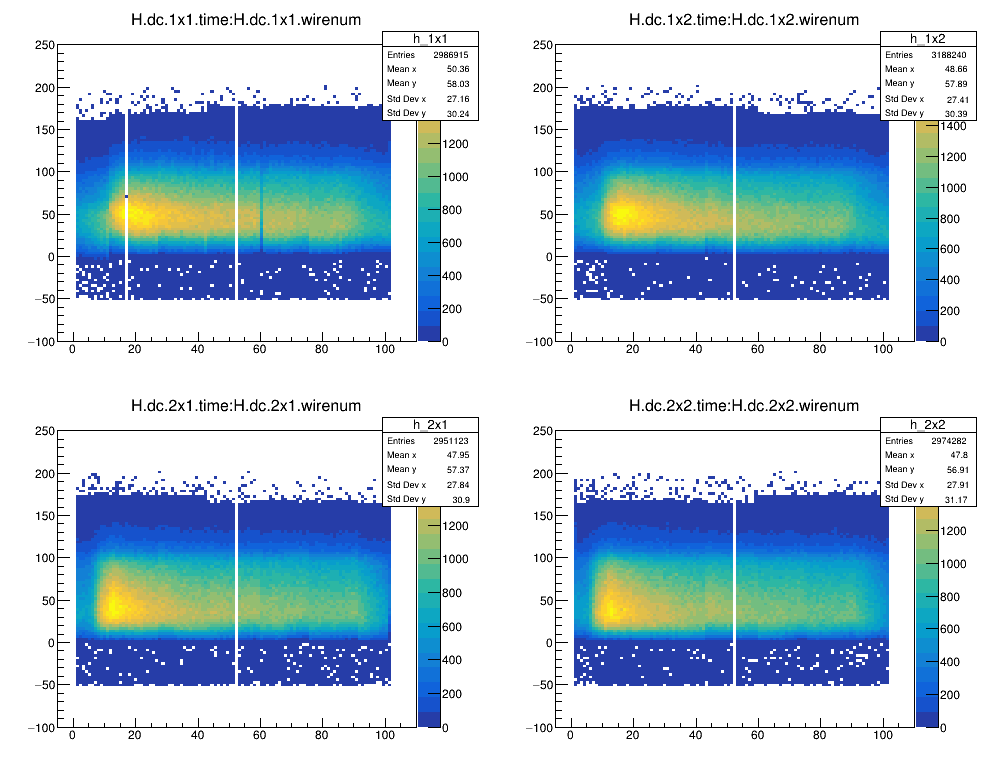 H.dc.1x1.time:H.dc.1x1.wirenum
h_1x1
Entries 2986915
Mean x 50.36
Mean y 58.03
Std Dev x 27.16
Std Dev y 30.24
250
200
150
100
50
0
−50
−100
0 20 40 60 80 100
1200
1000
800
600
400
200
0
H.dc.1x2.time:H.dc.1x2.wirenum
h_1x2
Entries 3188240
Mean x 48.66
Mean y 57.89
Std Dev x 27.41
Std Dev y 30.39
250
200
150
100
50
0
−50
−100
0 20 40 60 80 100
1400
1200
1000
800
600
400
200
0
H.dc.2x1.time:H.dc.2x1.wirenum
h_2x1
Entries 2951123
Mean x 47.95
Mean y 57.37
Std Dev x 27.84
Std Dev y 30.9
250
200
150
100
50
0
−50
−100
0 20 40 60 80 100
1200
1000
800
600
400
200
0
H.dc.2x2.time:H.dc.2x2.wirenum
h_2x2
Entries 2974282
Mean x 47.8
Mean y 56.91
Std Dev x 27.91
Std Dev y 31.17
250
200
150
100
50
0
−50
−100
0 20 40 60 80 100
1200
1000
800
600
400
200
0